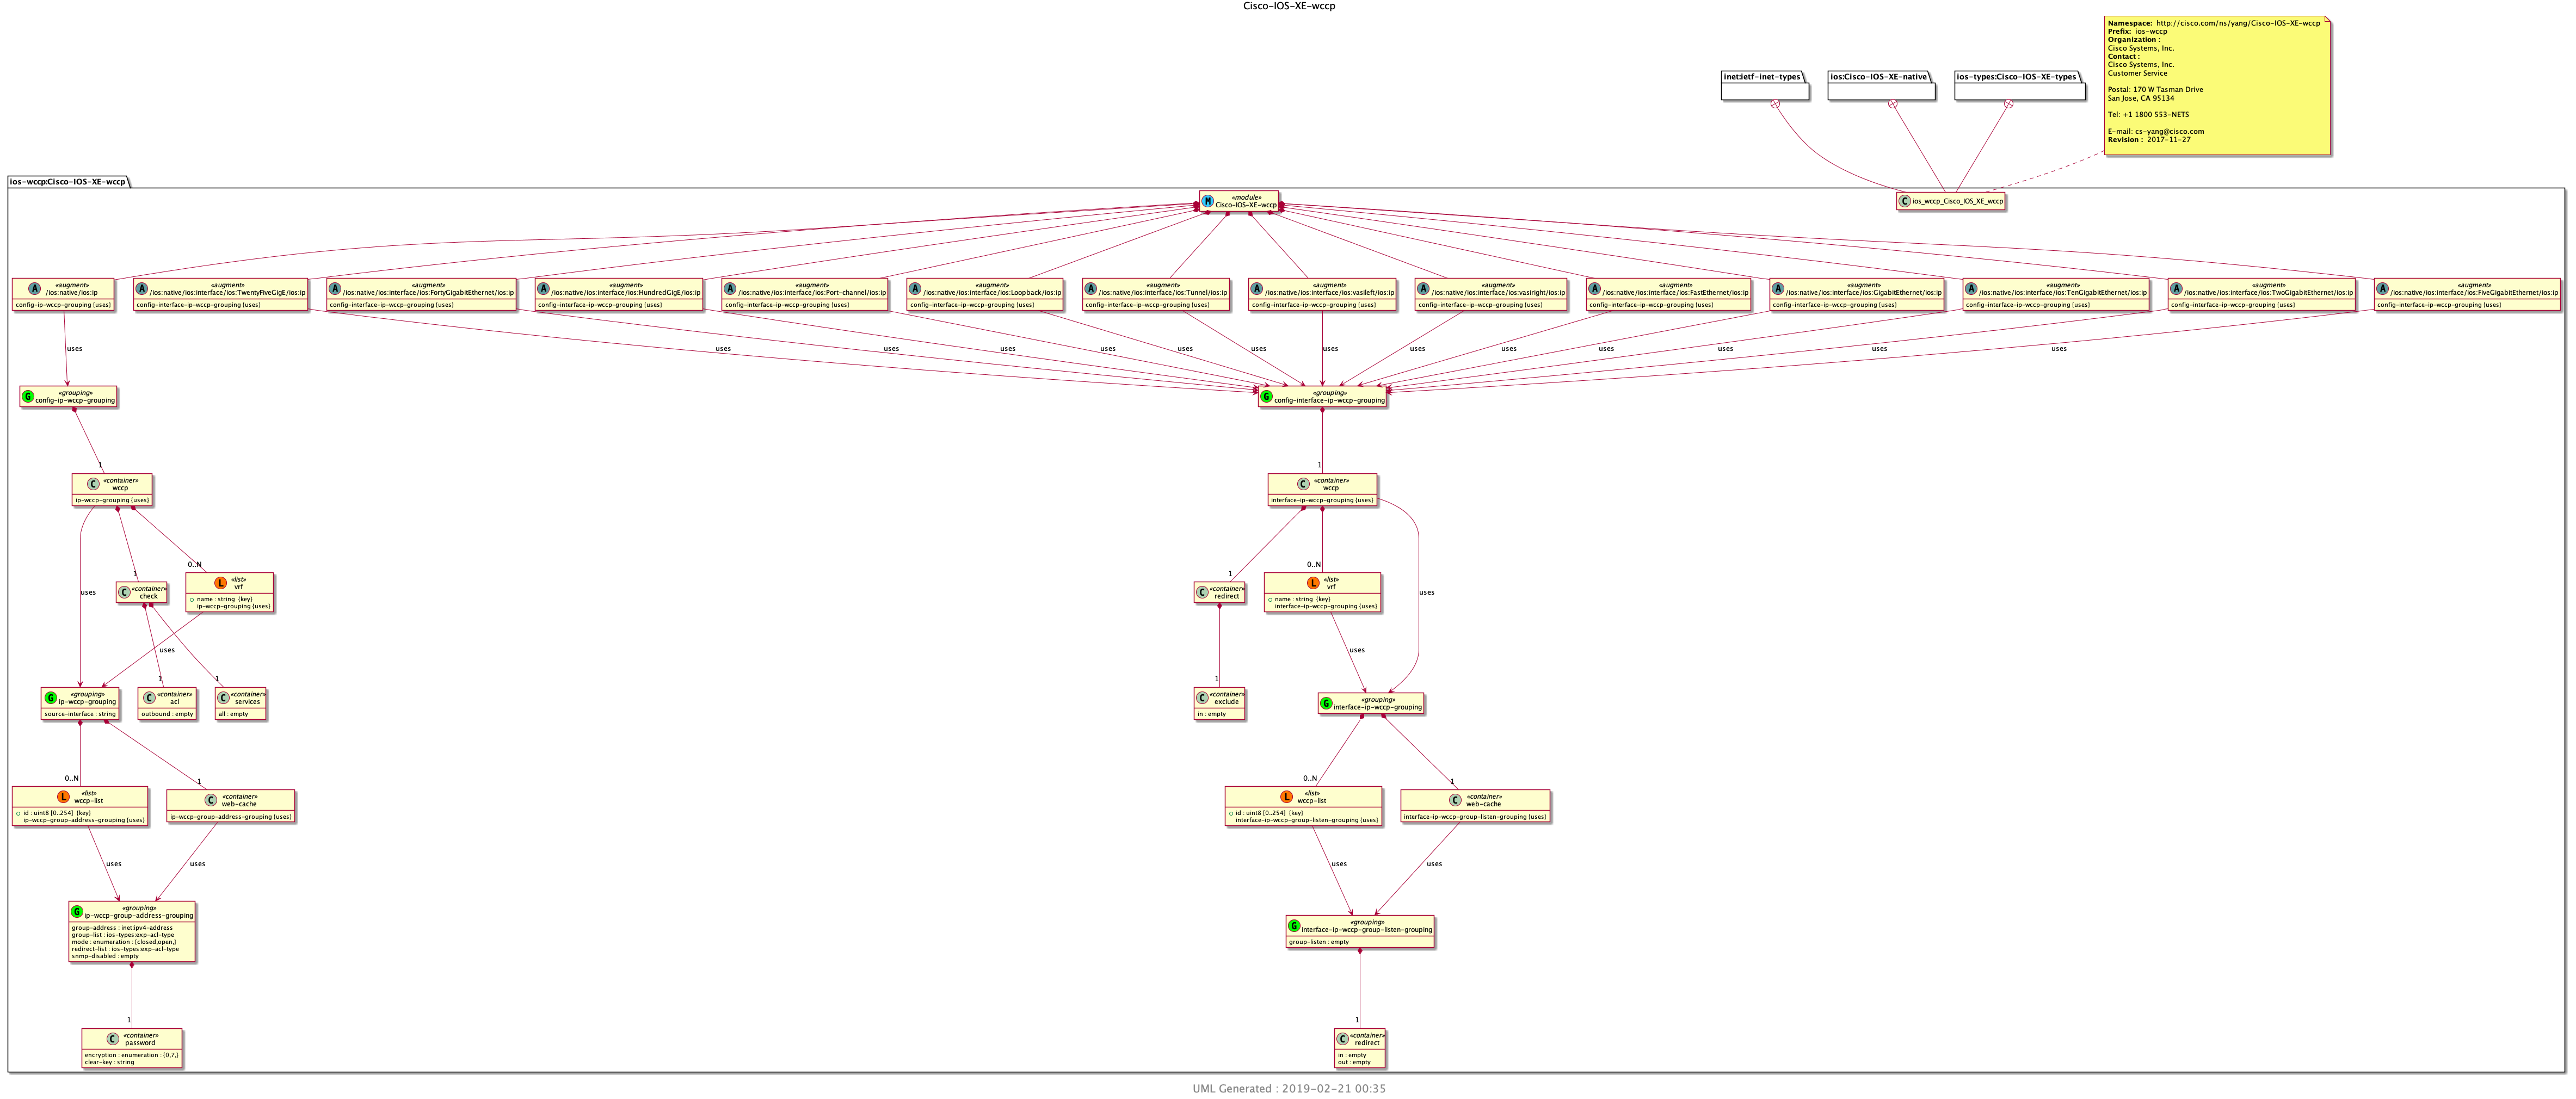 Cisco-IOS-XE-wccp
Namespace: http://cisco.com/ns/yang/Cisco-IOS-XE-wccp
Prefix: ios-wccp
Organization :
Cisco Systems, Inc.
Contact :
Cisco Systems, Inc.
Customer Service
Postal: 170 W Tasman Drive
San Jose, CA 95134
Tel: +1 1800 553-NETS
E-mail: cs-yang@cisco.com
Revision : 2017-11-27
inet:ietf-inet-types
ios:Cisco-IOS-XE-native
ios-types:Cisco-IOS-XE-types
ios-wccp:Cisco-IOS-XE-wccp
M
«module»
Cisco-IOS-XE-wccp
C
ios_wccp_Cisco_IOS_XE_wccp
A
«augment»
/ios:native/ios:ip
config-ip-wccp-grouping {uses}
A
«augment»
/ios:native/ios:interface/ios:TwentyFiveGigE/ios:ip
config-interface-ip-wccp-grouping {uses}
A
«augment»
/ios:native/ios:interface/ios:FortyGigabitEthernet/ios:ip
config-interface-ip-wccp-grouping {uses}
A
«augment»
/ios:native/ios:interface/ios:HundredGigE/ios:ip
config-interface-ip-wccp-grouping {uses}
A
«augment»
/ios:native/ios:interface/ios:Port-channel/ios:ip
config-interface-ip-wccp-grouping {uses}
A
«augment»
/ios:native/ios:interface/ios:Loopback/ios:ip
config-interface-ip-wccp-grouping {uses}
A
«augment»
/ios:native/ios:interface/ios:Tunnel/ios:ip
config-interface-ip-wccp-grouping {uses}
A
«augment»
/ios:native/ios:interface/ios:vasileft/ios:ip
config-interface-ip-wccp-grouping {uses}
A
«augment»
/ios:native/ios:interface/ios:vasiright/ios:ip
config-interface-ip-wccp-grouping {uses}
A
«augment»
/ios:native/ios:interface/ios:FastEthernet/ios:ip
config-interface-ip-wccp-grouping {uses}
A
«augment»
/ios:native/ios:interface/ios:GigabitEthernet/ios:ip
config-interface-ip-wccp-grouping {uses}
A
«augment»
/ios:native/ios:interface/ios:TenGigabitEthernet/ios:ip
config-interface-ip-wccp-grouping {uses}
A
«augment»
/ios:native/ios:interface/ios:TwoGigabitEthernet/ios:ip
config-interface-ip-wccp-grouping {uses}
A
«augment»
/ios:native/ios:interface/ios:FiveGigabitEthernet/ios:ip
config-interface-ip-wccp-grouping {uses}
uses
uses
uses
uses
uses
uses
uses
uses
uses
uses
uses
uses
uses
uses
G
«grouping»
config-ip-wccp-grouping
G
«grouping»
config-interface-ip-wccp-grouping
1
1
C
«container»
wccp
ip-wccp-grouping {uses}
C
«container»
wccp
interface-ip-wccp-grouping {uses}
uses
1
0..N
1
0..N
uses
C
«container»
check
L
«list»
vrf
name : string {key}
ip-wccp-grouping {uses}
C
«container»
redirect
L
«list»
vrf
name : string {key}
interface-ip-wccp-grouping {uses}
uses
1
1
1
uses
G
«grouping»
ip-wccp-grouping
source-interface : string
C
«container»
acl
outbound : empty
C
«container»
services
all : empty
C
«container»
exclude
in : empty
G
«grouping»
interface-ip-wccp-grouping
0..N
1
0..N
1
L
«list»
wccp-list
id : uint8 [0..254] {key}
ip-wccp-group-address-grouping {uses}
C
«container»
web-cache
ip-wccp-group-address-grouping {uses}
L
«list»
wccp-list
id : uint8 [0..254] {key}
interface-ip-wccp-group-listen-grouping {uses}
C
«container»
web-cache
interface-ip-wccp-group-listen-grouping {uses}
uses
uses
uses
uses
G
«grouping»
ip-wccp-group-address-grouping
group-address : inet:ipv4-address
group-list : ios-types:exp-acl-type
mode : enumeration : {closed,open,}
redirect-list : ios-types:exp-acl-type
snmp-disabled : empty
G
«grouping»
interface-ip-wccp-group-listen-grouping
group-listen : empty
1
1
C
«container»
password
encryption : enumeration : {0,7,}
clear-key : string
C
«container»
redirect
in : empty
out : empty
UML Generated : 2019-02-21 00:35